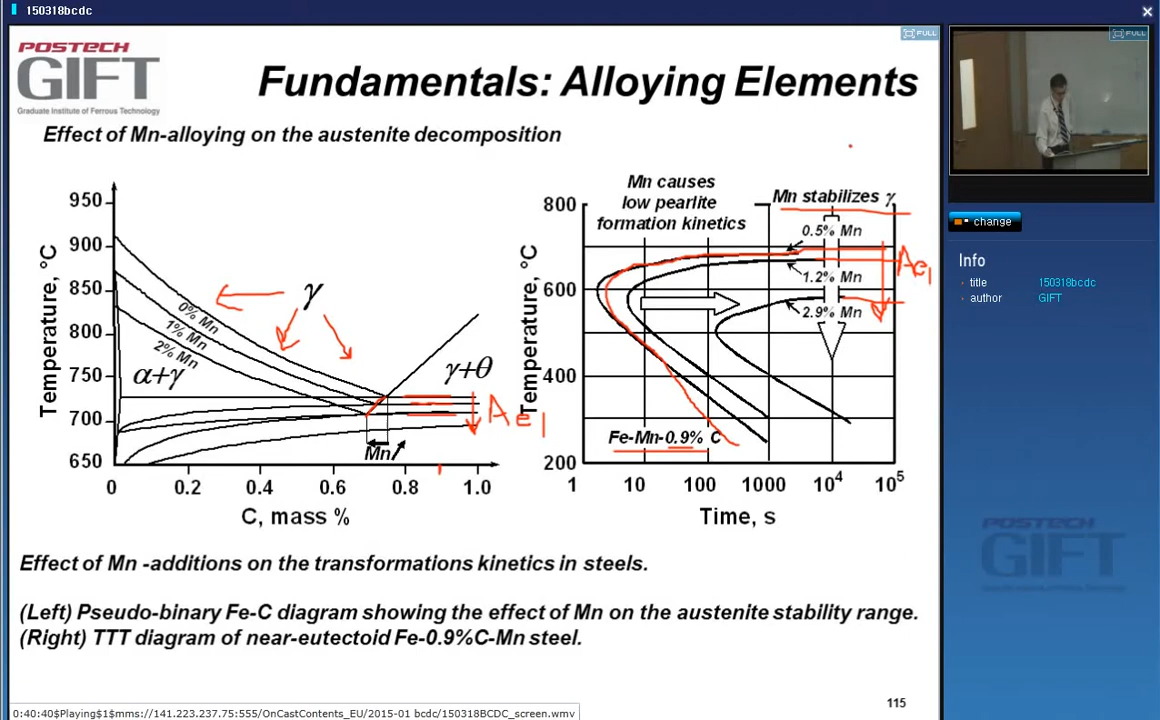 150318bcdc
FULL
FULL
POSTECH
GIFT
Graduate Institute of Ferrous Technology
Fundamentals: Alloying Elements
Effect of Mn-alloying on the austenite decomposition
950
900
850
800
750
700
650
Temperature, °C
0% Mn
1% Mn
2% Mn
γ
α+γ
γ+θ
Ae1
Mn
0 0.2 0.4 0.6 0.8 1.0
C, mass %
Mn causes
low pearlite
formation kinetics
Mn stabilizes γ
800
600
400
200
Temperature, °C
0.5% Mn
1.2% Mn
2.9% Mn
Ae1
Fe-Mn-0.9% C
1 10 100 1000 10⁴ 10⁵
Time, s
Effect of Mn -additions on the transformations kinetics in steels.
(Left) Pseudo-binary Fe-C diagram showing the effect of Mn on the austenite stability range.
(Right) TTT diagram of near-eutectoid Fe-0.9%C-Mn steel.
115
change
Info
title 150318bcdc
author GIFT
POSTECH
GIFT
0:40:40$Playing$1$mms://141.223.237.75:555/OnCastContents_EU/2015-01 bcdc/150318BCDC_screen.wmv